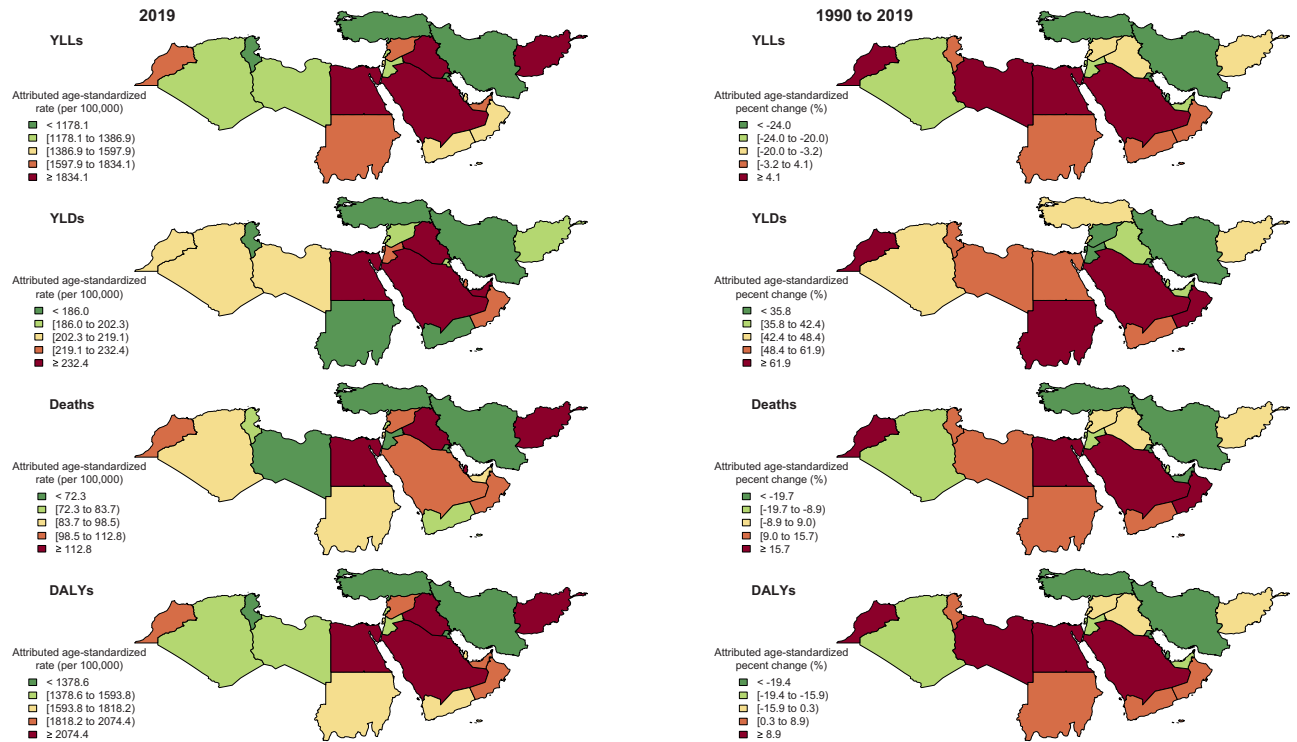 2019
YLLs
Attributed age-standardized
rate (per 100,000)
< 1178.1
[1178.1 to 1386.9)
[1386.9 to 1597.9)
[1597.9 to 1834.1)
≥ 1834.1
YLDs
Attributed age-standardized
rate (per 100,000)
< 186.0
[186.0 to 202.3)
[202.3 to 219.1)
[219.1 to 232.4)
≥ 232.4
Deaths
Attributed age-standardized
rate (per 100,000)
< 72.3
[72.3 to 83.7)
[83.7 to 98.5)
[98.5 to 112.8)
≥ 112.8
DALYs
Attributed age-standardized
rate (per 100,000)
< 1378.6
[1378.6 to 1593.8)
[1593.8 to 1818.2)
[1818.2 to 2074.4)
≥ 2074.4
1990 to 2019
YLLs
Attributed age-standardized
pecent change (%)
< -24.0
[-24.0 to -20.0)
[-20.0 to -3.2)
[-3.2 to 4.1)
≥ 4.1
YLDs
Attributed age-standardized
pecent change (%)
< 35.8
[35.8 to 42.4)
[42.4 to 48.4)
[48.4 to 61.9)
≥ 61.9
Deaths
Attributed age-standardized
pecent change (%)
< -19.7
[-19.7 to -8.9)
[-8.9 to 9.0)
[9.0 to 15.7)
≥ 15.7
DALYs
Attributed age-standardized
pecent change (%)
< -19.4
[-19.4 to -15.9)
[-15.9 to 0.3)
[0.3 to 8.9)
≥ 8.9